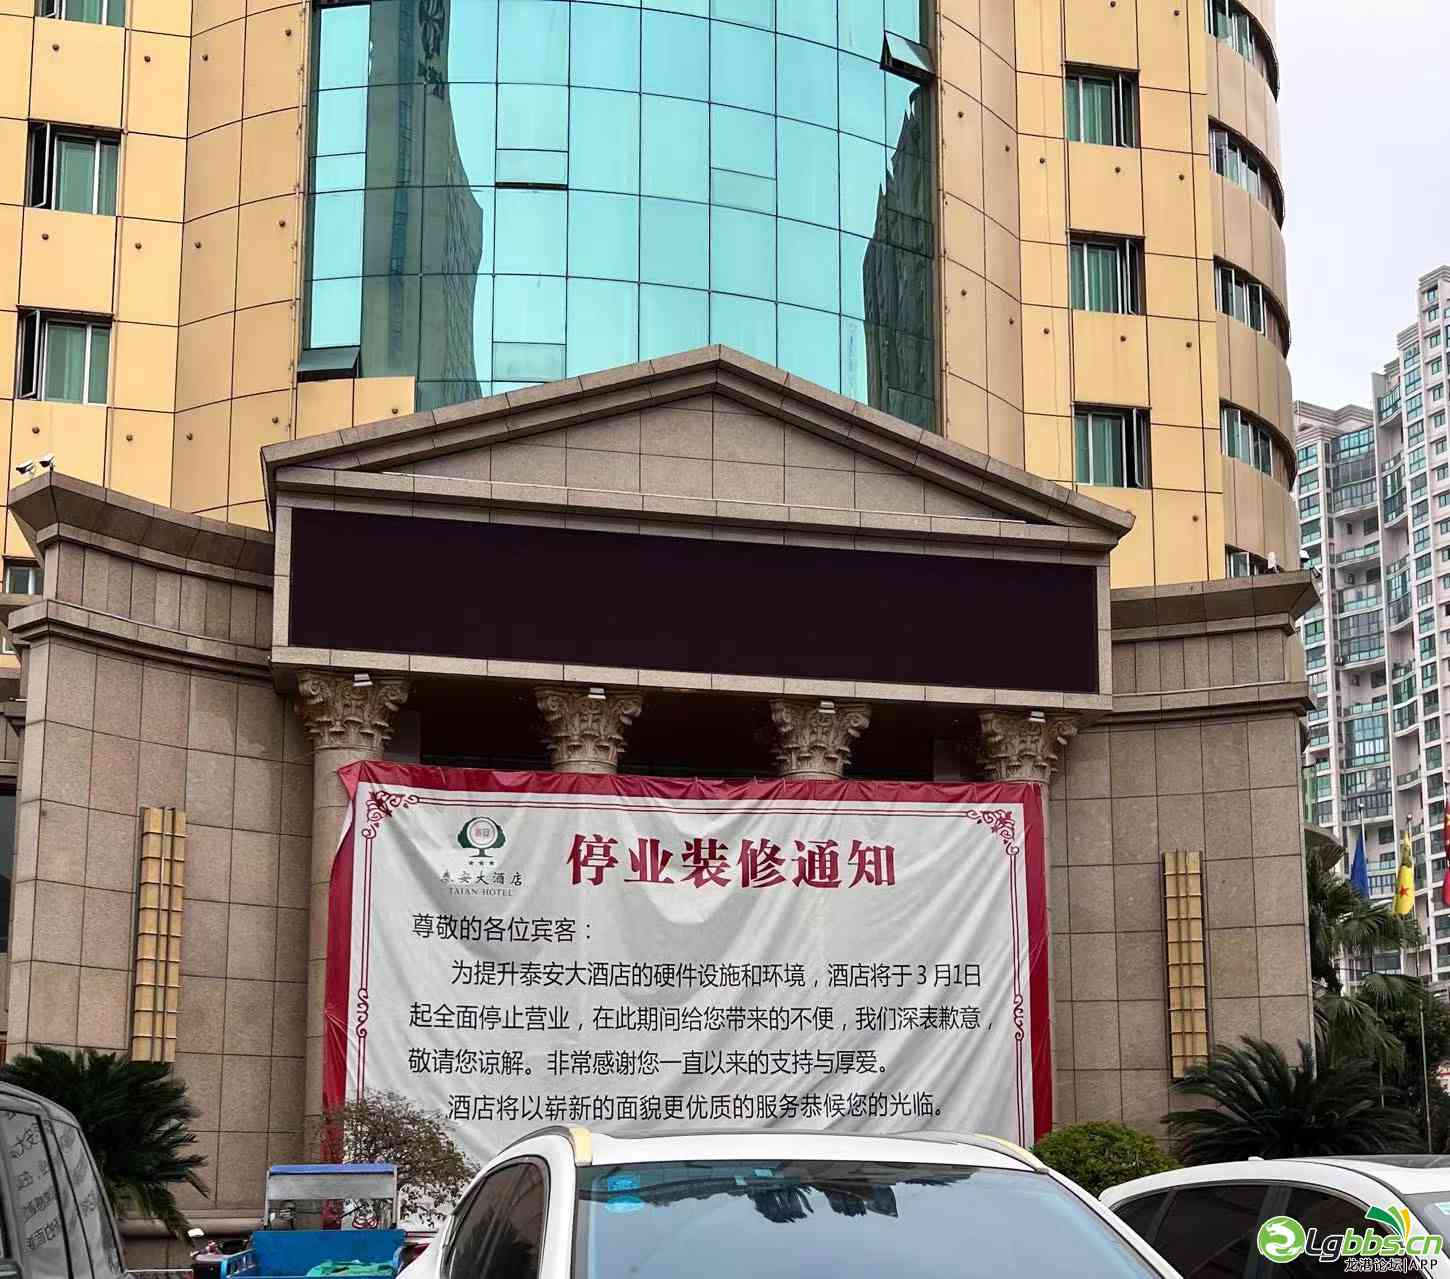 停业装修通知
泰安大酒店
TAIAN HOTEL
尊敬的各位宾客：
为提升泰安大酒店的硬件设施和环境，酒店将于3月1日
起全面停止营业，在此期间给您带来的不便，我们深表歉意，
敬请您谅解。非常感谢您一直以来的支持与厚爱。
酒店将以崭新的面貌更优质的服务恭候您的光临。
Lgbbs.cn
龙港论坛|APP